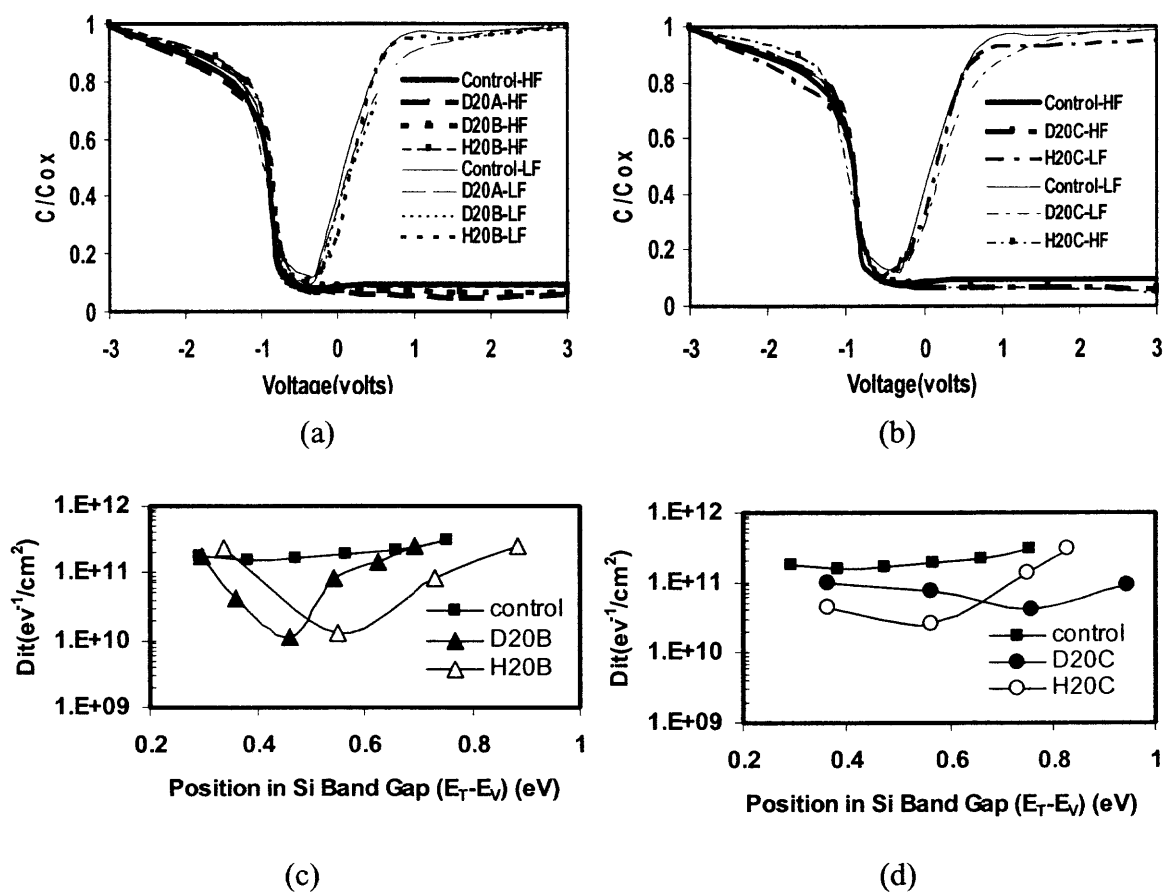 1
0.8
0.6
0.4
0.2
0
C/Cox
-3 -2 -1 0 1 2 3
Voltage(volts)
Control-HF
D20A-HF
D20B-HF
H20B-HF
Control-LF
D20A-LF
D20B-LF
H20B-LF
(a)
1
0.8
0.6
0.4
0.2
0
C/Cox
-3 -2 -1 0 1 2 3
Voltage(volts)
Control-HF
D20C-HF
H20C-LF
Control-LF
D20C-LF
H20C-HF
(b)
1.E+12
1.E+11
1.E+10
1.E+09
Dit(ev⁻¹/cm²)
0.2 0.4 0.6 0.8 1
Position in Si Band Gap (E_T-E_V) (eV)
control
D20B
H20B
(c)
1.E+12
1.E+11
1.E+10
1.E+09
Dit(ev⁻¹/cm²)
0.2 0.4 0.6 0.8 1
Position in Si Band Gap (E_T-E_V) (eV)
control
D20C
H20C
(d)